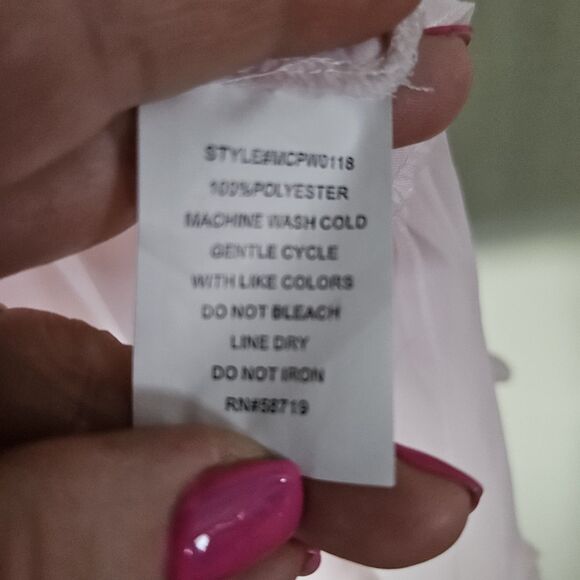 STYLE#MCPW0118
100%POLYESTER
MACHINE WASH COLD
GENTLE CYCLE
WITH LIKE COLORS
DO NOT BLEACH
LINE DRY
DO NOT IRON
RN#58719